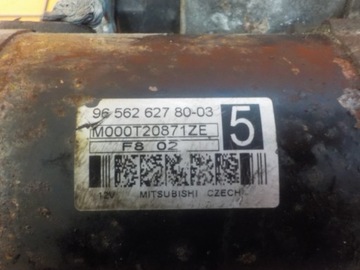 96 562 627 80-03
M000T20871ZE
5
F8 02
12V MITSUBISHI CZECH